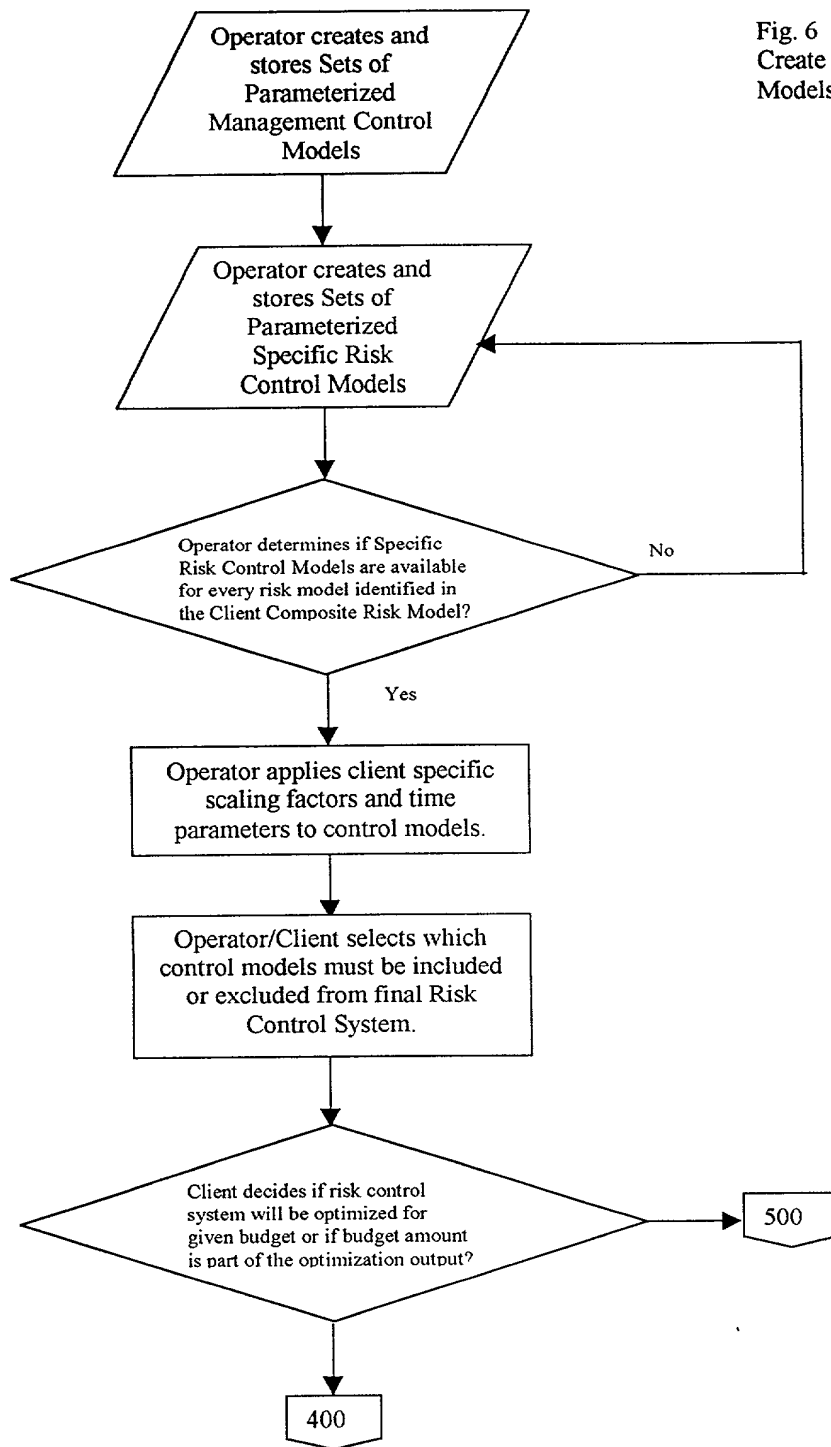 Operator creates and
stores Sets of
Parameterized
Management Control
Models
Fig. 6
Create
Models
Operator creates and
stores Sets of
Parameterized
Specific Risk
Control Models
Operator determines if Specific
Risk Control Models are available
for every risk model identified in
the Client Composite Risk Model?
No
Yes
Operator applies client specific
scaling factors and time
parameters to control models.
Operator/Client selects which
control models must be included
or excluded from final Risk
Control System.
Client decides if risk control
system will be optimized for
given budget or if budget amount
is part of the optimization output?
500
400